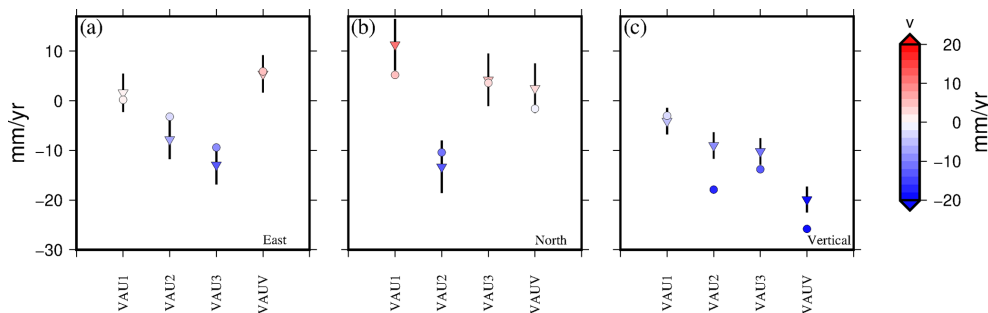 (a)
(b)
(c)
v
10
0
−10
−20
−30
mm/yr
East
North
Vertical
VAU1
VAU2
VAU3
VAUV
VAU1
VAU2
VAU3
VAUV
VAU1
VAU2
VAU3
VAUV
20
10
0
−10
−20
mm/yr